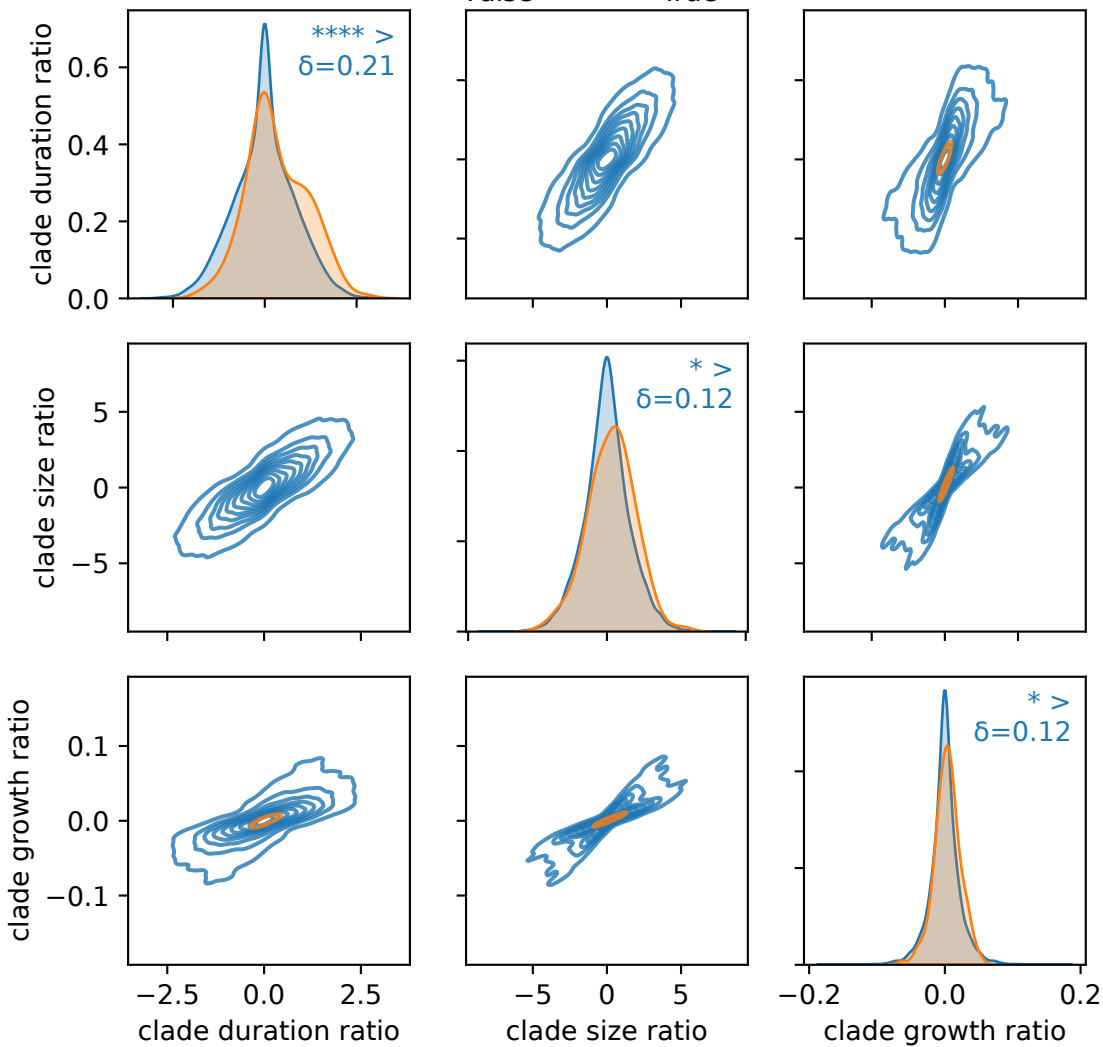 clade duration ratio
0.6
0.4
0.2
0.0
**** >
δ=0.21
clade size ratio
5
0
−5
* >
δ=0.12
clade growth ratio
0.1
0.0
−0.1
* >
δ=0.12
−2.5 0.0 2.5
−5 0 5
−0.2 0.0 0.2
clade duration ratio
clade size ratio
clade growth ratio